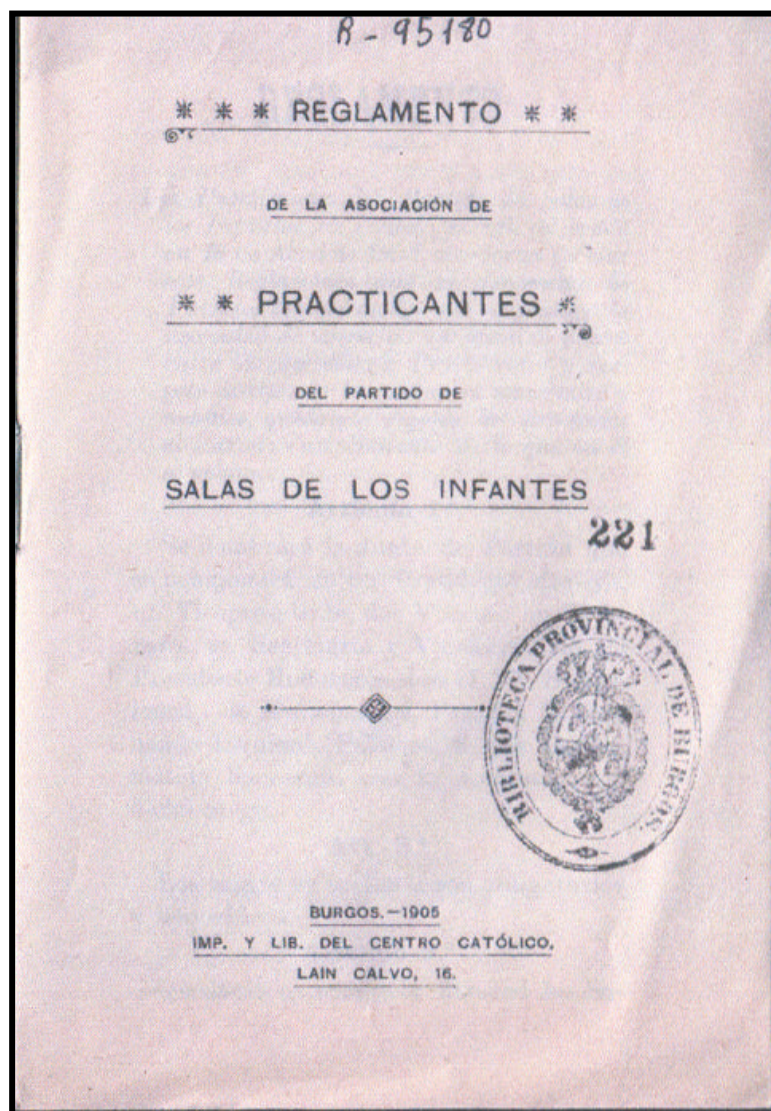 R-95180
* * * REGLAMENTO * *
DE LA ASOCIACIÓN DE
* * PRACTICANTES *
DEL PARTIDO DE
SALAS DE LOS INFANTES
221
BIBLIOTECA PROVINCIAL DE BURGOS.
BURGOS.—1905
IMP. Y LIB. DEL CENTRO CATÓLICO,
LAIN CALVO, 16.